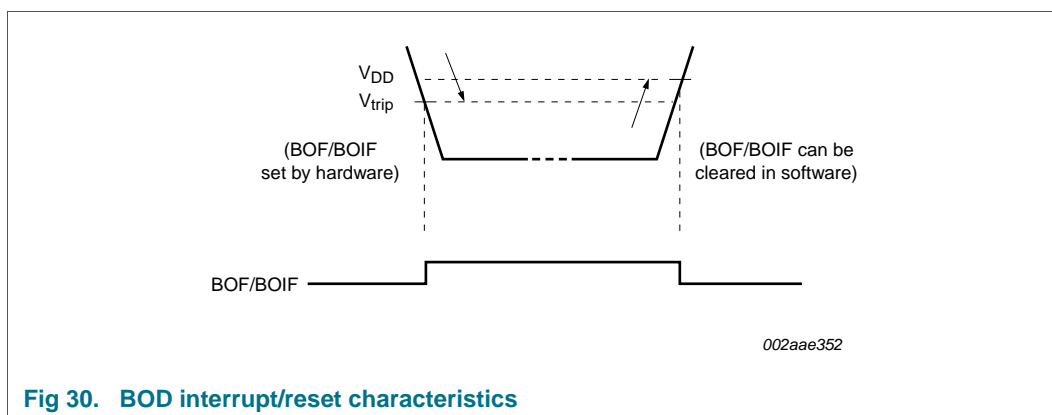 VDD
Vtrip
(BOF/BOIF
set by hardware)
(BOF/BOIF can be
cleared in software)
BOF/BOIF
002aae352
Fig 30. BOD interrupt/reset characteristics